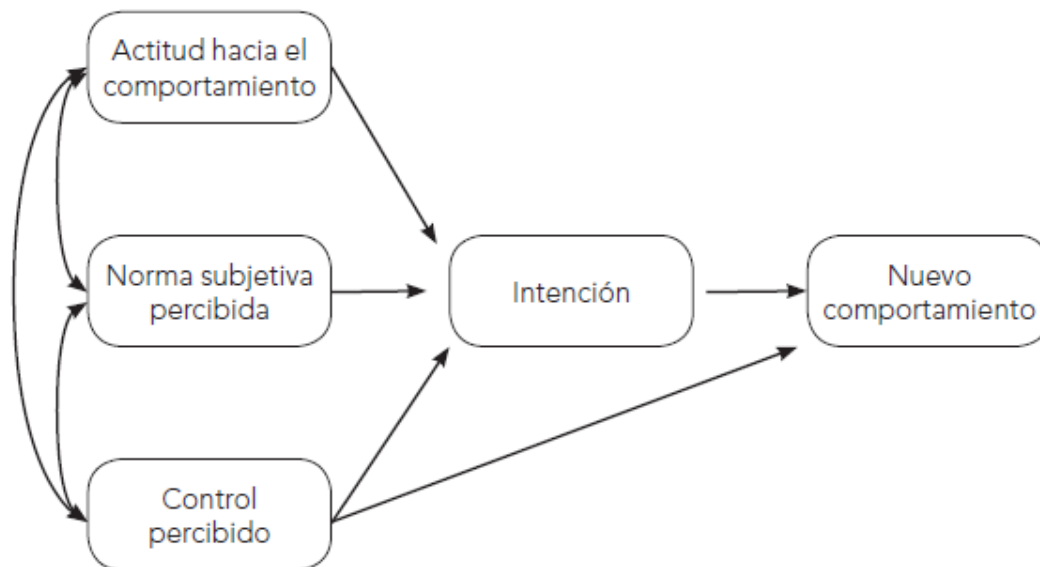 Actitud hacia el
comportamiento
Norma subjetiva
percibida
Intención
Nuevo
comportamiento
Control
percibido